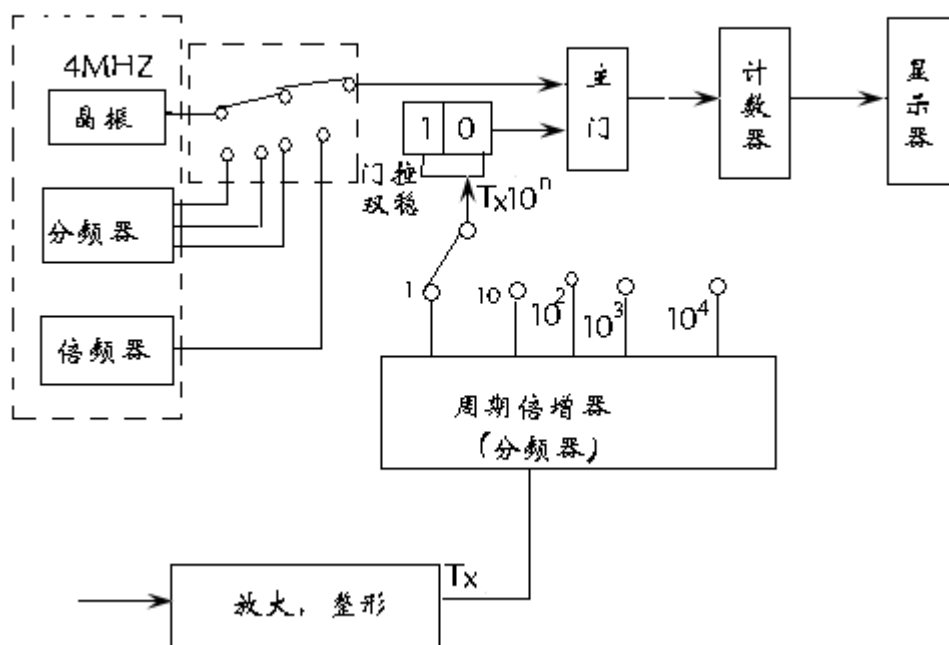 4MHZ
晶振
分频器
倍频器
1 0
门控
双稳
主
门
计
数
器
显
示
器
Tx10ⁿ
1
10
10²
10³
10⁴
周期倍增器
(分频器)
Tx
放大,整形